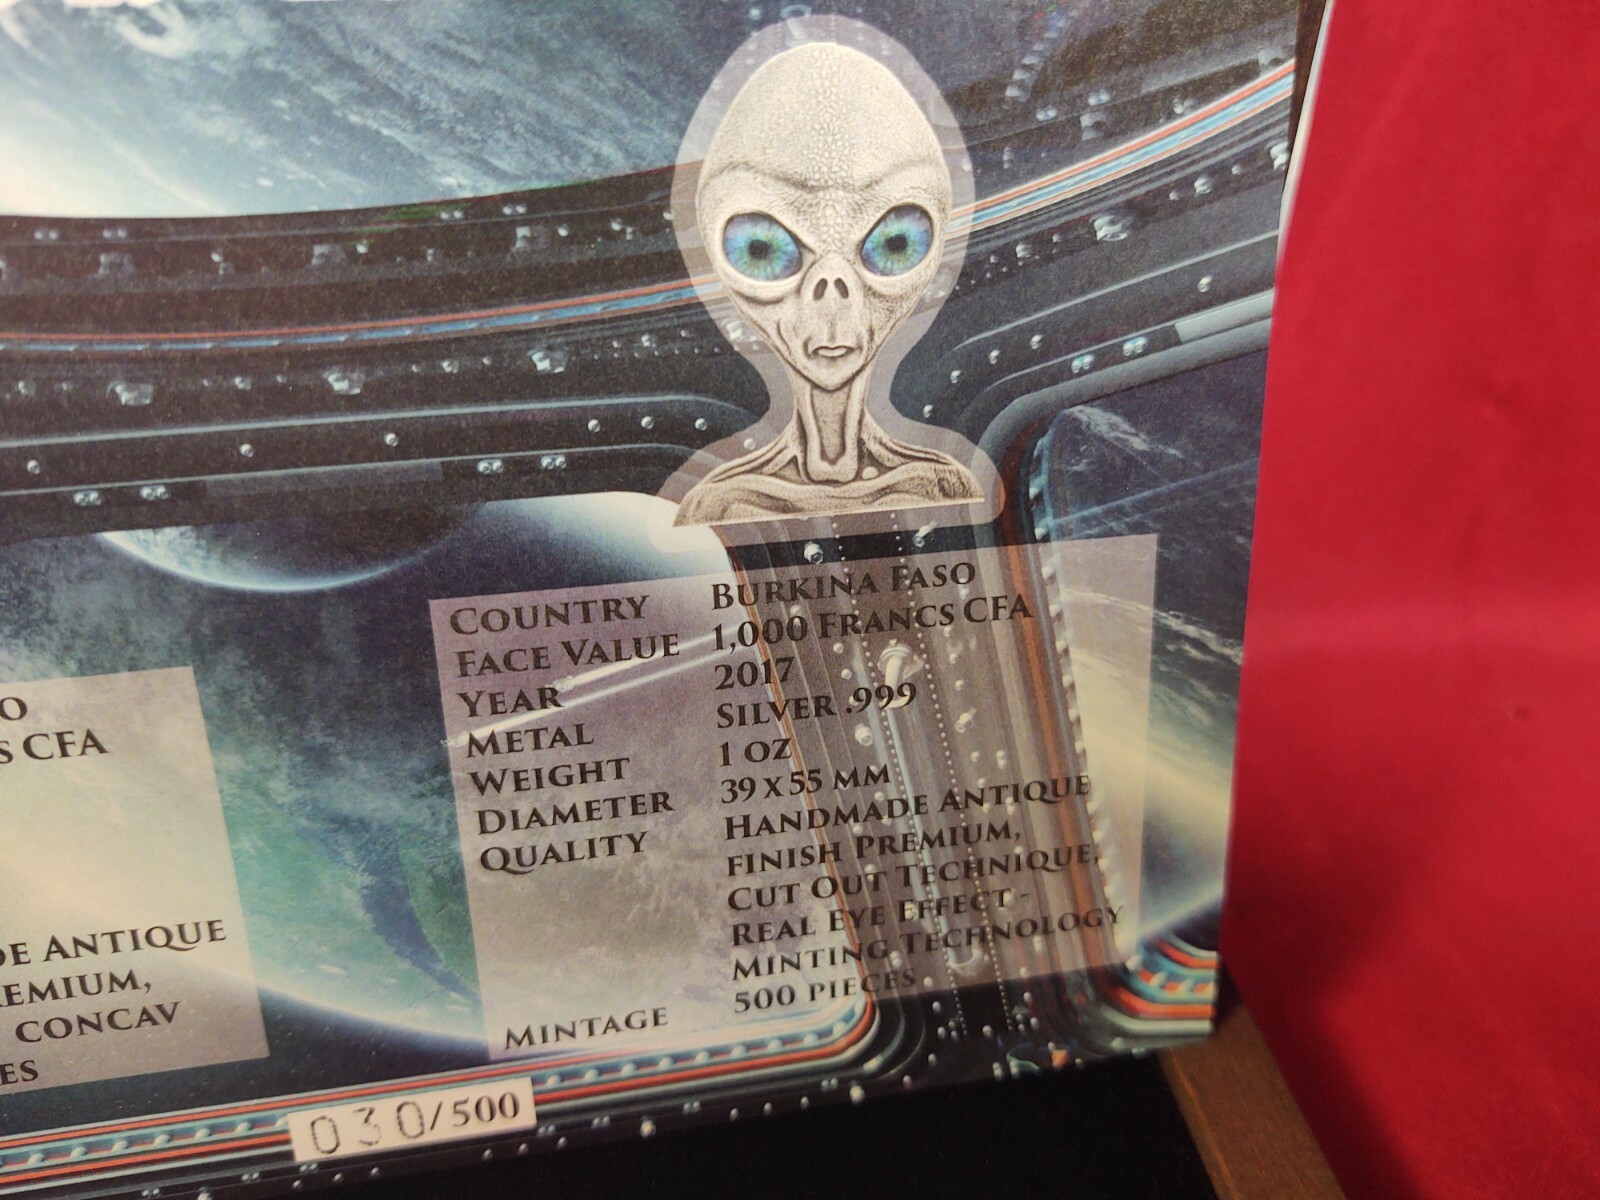 O
S CFA
DE ANTIQUE
EMIUM,
CONCAV
ES
COUNTRY BURKINA FASO
FACE VALUE 1,000 FRANCS CFA
YEAR 2017
METAL SILVER .999
WEIGHT 1 OZ
DIAMETER 39 X 55 MM
QUALITY HANDMADE ANTIQUE
FINISH PREMIUM,
CUT OUT TECHNIQUE,
REAL EYE EFFECT -
MINTING TECHNOLOGY
MINTAGE 500 PIECES
030/500